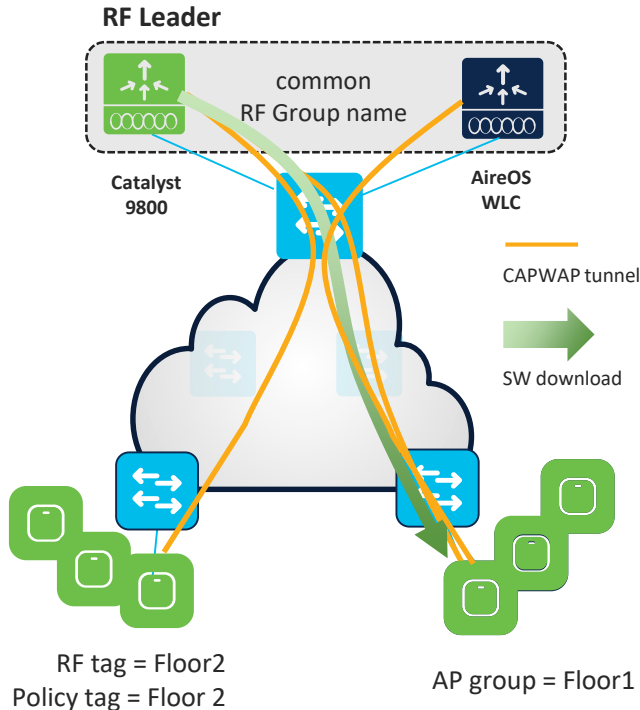 RF Leader
common
RF Group name
Catalyst
9800
AireOS
WLC
CAPWAP tunnel
SW download
RF tag = Floor2
Policy tag = Floor 2
AP group = Floor1